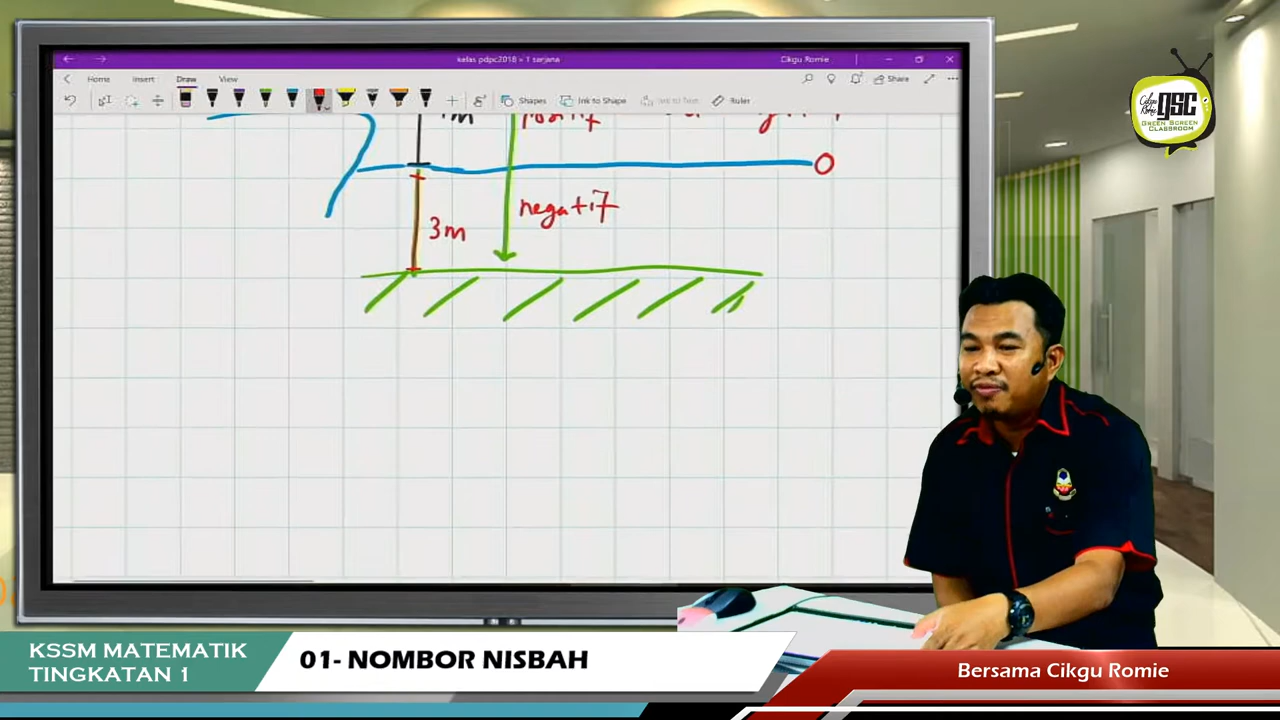 kelas pdpc2018 » 1 sarjana
Cikgu Romie
Home Insert Draw View
Share
Shapes
Ink to Shape
Ink to Text
Ruler
m
positif
0
negatif
3m
Cikgu Romie GSC
GREEN SCREEN
CLASSROOM
KSSM MATEMATIK
TINGKATAN 1
01- NOMBOR NISBAH
Bersama Cikgu Romie